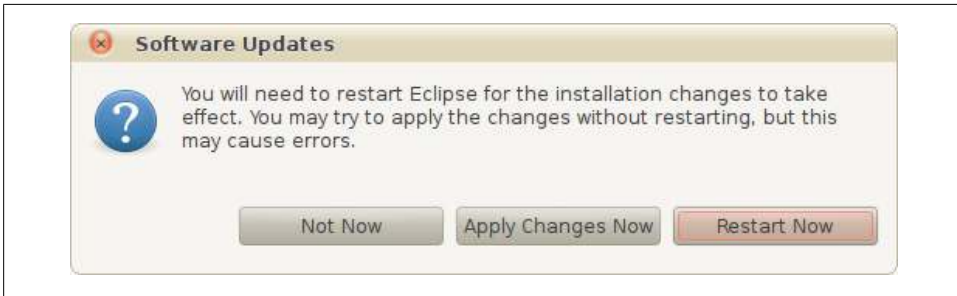 Software Updates
You will need to restart Eclipse for the installation changes to take
effect. You may try to apply the changes without restarting, but this
may cause errors.
Not Now
Apply Changes Now
Restart Now